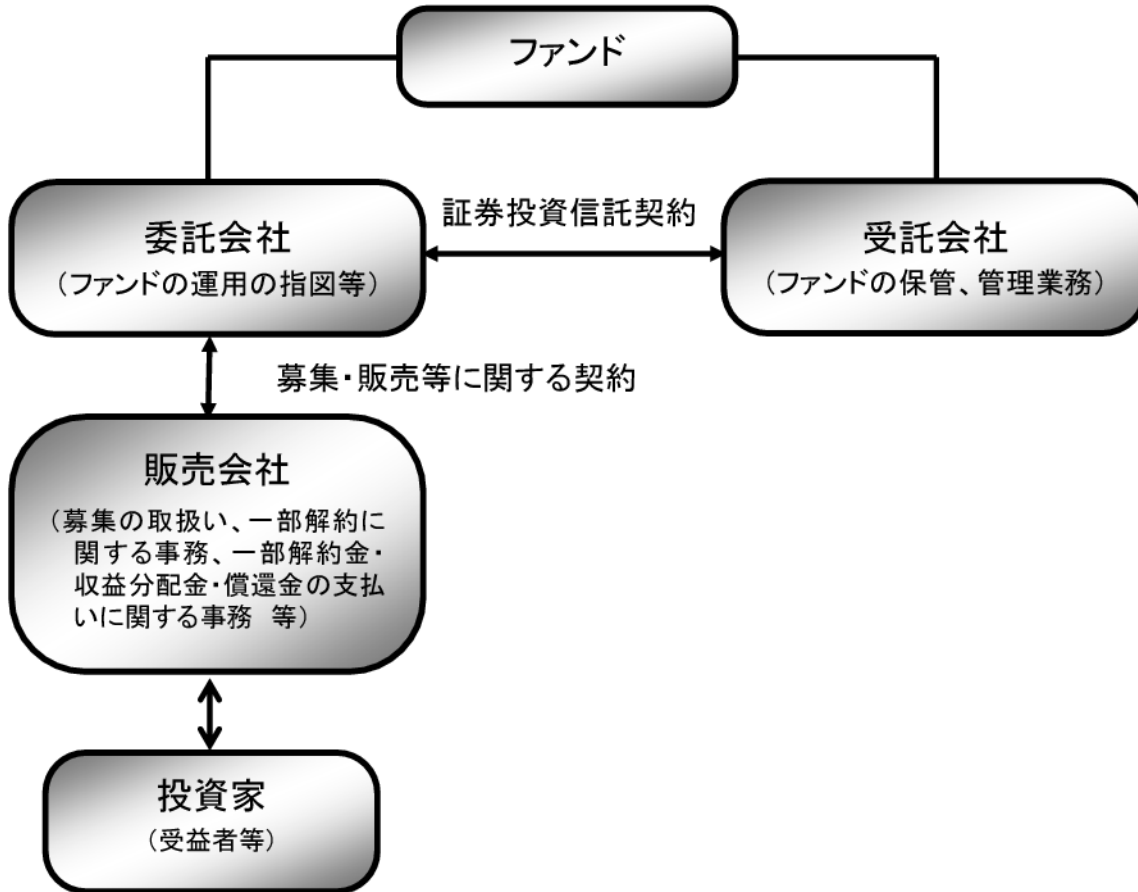 ファンド
委託会社
(ファンドの運用の指図等)
証券投資信託契約
受託会社
(ファンドの保管、管理業務)
募集・販売等に関する契約
販売会社
(募集の取扱い、一部解約に
関する事務、一部解約金・
収益分配金・償還金の支払
いに関する事務　等)
投資家
(受益者等)